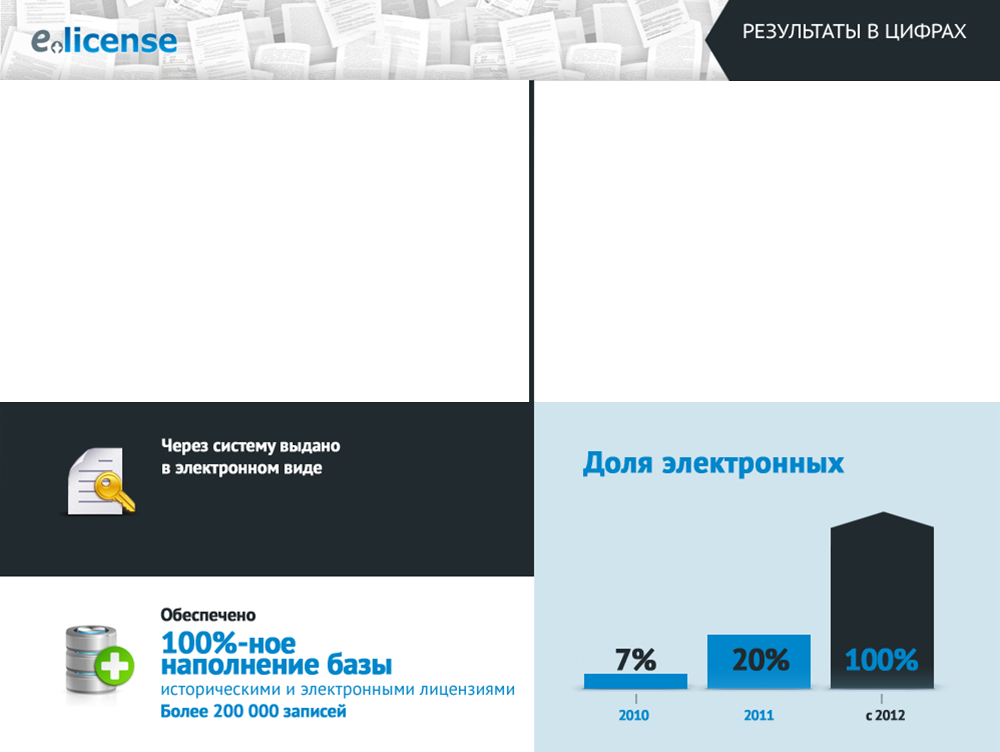 e.license
РЕЗУЛЬТАТЫ В ЦИФРАХ
Через систему выдано
в электронном виде
Обеспечено
100%-ное
наполнение базы
историческими и электронными лицензиями
Более 200 000 записей
Доля электронных
7%
20%
100%
2010
2011
с 2012